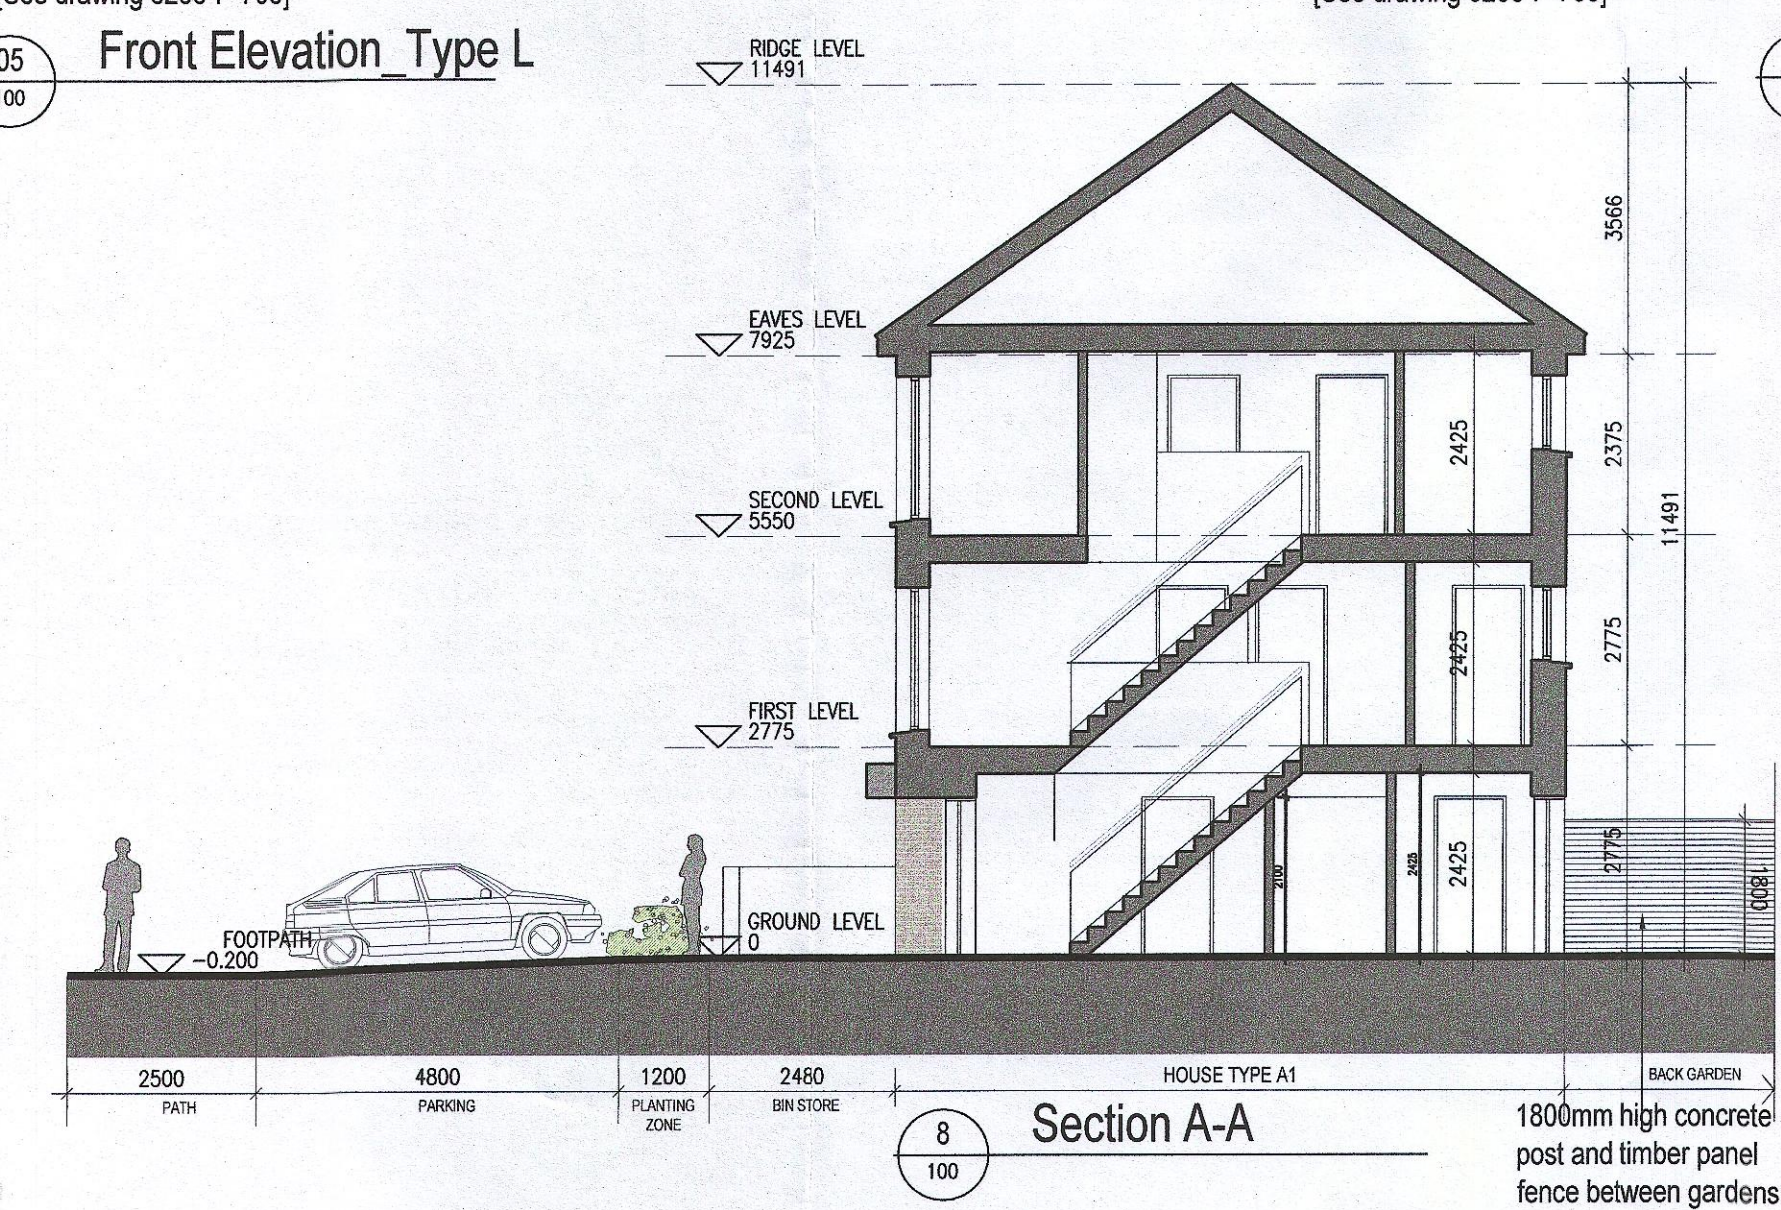 05
Front Elevation_Type L
00
RIDGE LEVEL
11491
3566
EAVES LEVEL
7925
2425
2375
SECOND LEVEL
5550
11491
2425
2775
FIRST LEVEL
2775
2100
2425
2425
2775
1800
GROUND LEVEL
0
FOOTPATH
-0.200
2500
4800
1200
2480
HOUSE TYPE A1
BACK GARDEN
PATH
PARKING
PLANTING
ZONE
BIN STORE
8
100
Section A-A
1800mm high concrete
post and timber panel
fence between gardens